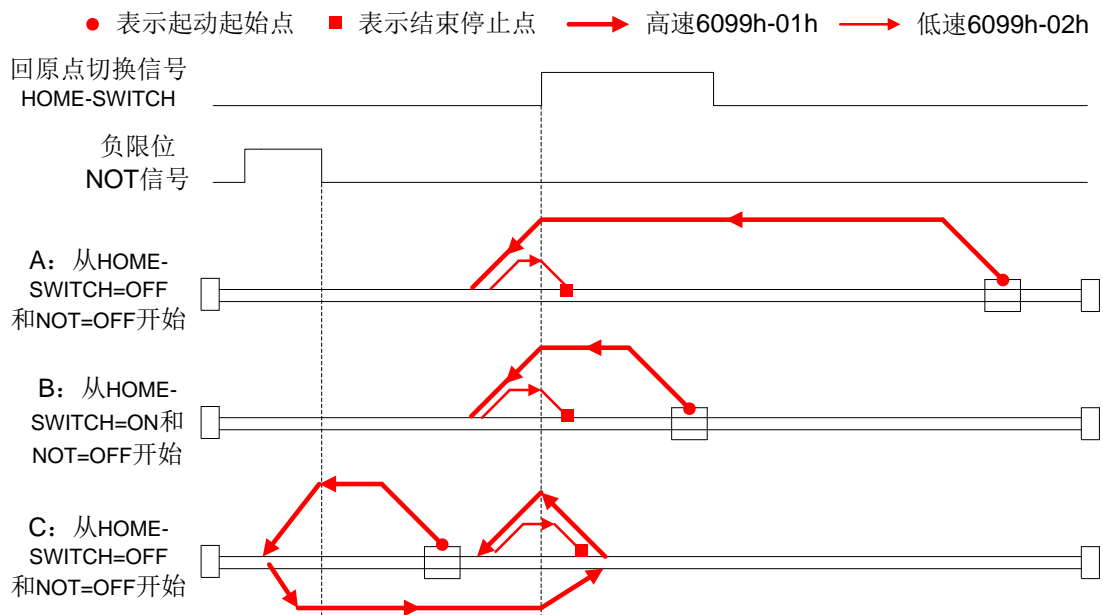 表示起动起始点 表示结束停止点 高速6099h-01h 低速6099h-02h
回原点切换信号
HOME-SWITCH
负限位
NOT信号
A：从HOME-
SWITCH=OFF
和NOT=OFF开始
B：从HOME-
SWITCH=ON和
NOT=OFF开始
C：从HOME-
SWITCH=OFF
和NOT=OFF开始